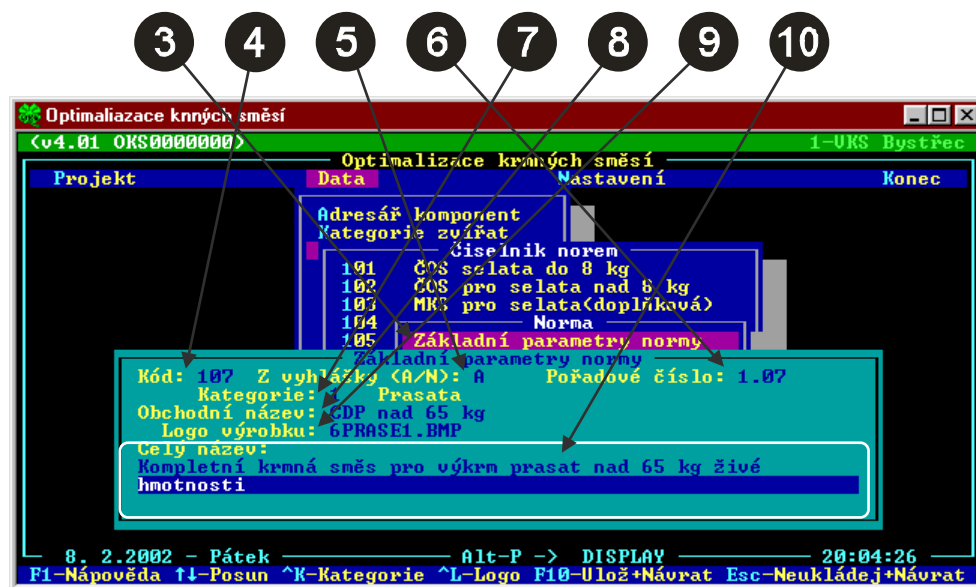 3 4 5 6 7 8 9 10
Optimaliazace knných směsí
(v4.01 OKS0000000) 1-VKS Bystřec
Optimalizace krmných směsí
Projekt Data Nastavení Konec
Adresář komponent
Kategorie zvířat
Číselnik norem
101 ČOS selata do 8 kg
102 ČOS pro selata nad 8 kg
103 MKS pro selata(doplňková)
104 Norma
105 Základní parametry normy
Základní parametry normy
Kód: 107 Z vyhlášky (A/N): A Pořadové číslo: 1.07
Kategorie: 1 Prasata
Obchodní název: CDP nad 65 kg
Logo výrobku: 6PRASE1.BMP
Celý název:
Kompletní krmná směs pro výkrm prasat nad 65 kg živé
hmotnosti
8. 2.2002 - Pátek Alt-P -> DISPLAY 20:04:26
F1-Nápověda ↑↓-Posun ^K-Kategorie ^L-Logo F10-Ulož+Návrat Esc-Neukládej+Návrat